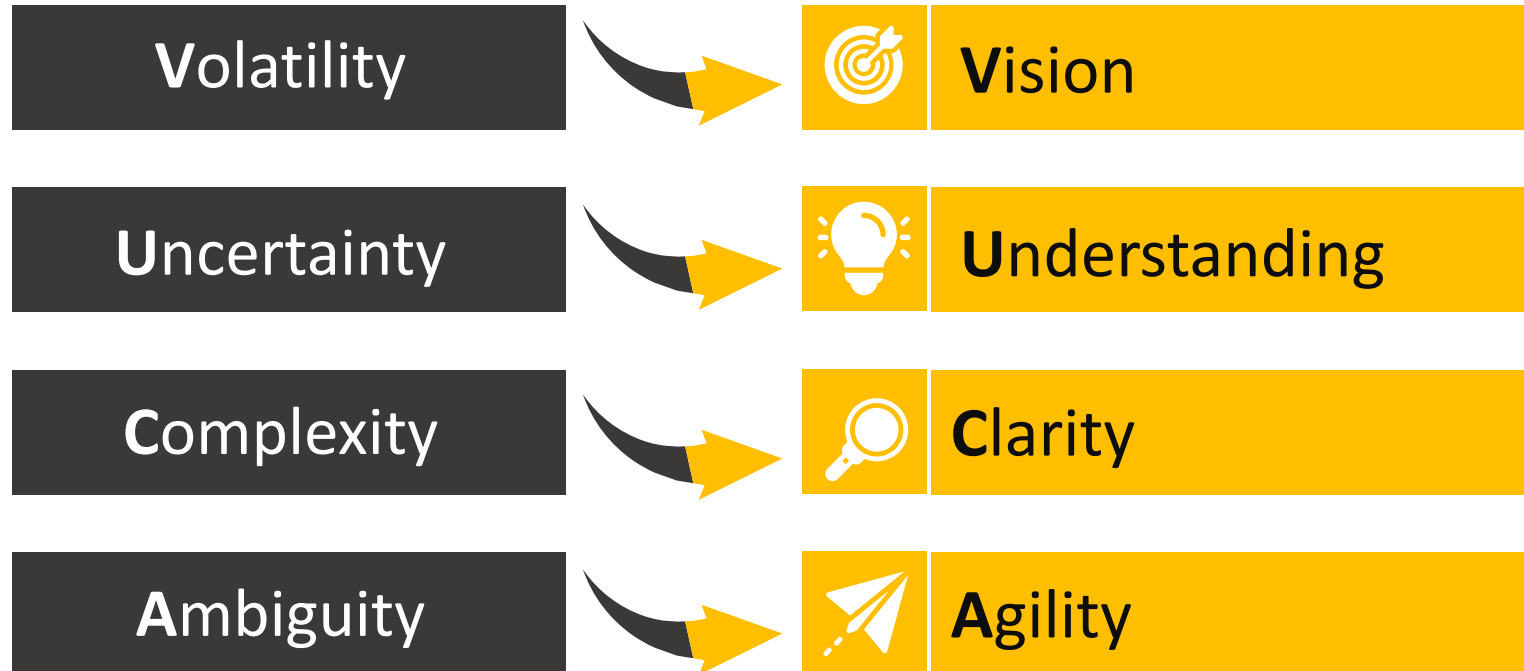 Volatility
Vision
Uncertainty
Understanding
Complexity
Clarity
Ambiguity
Agility